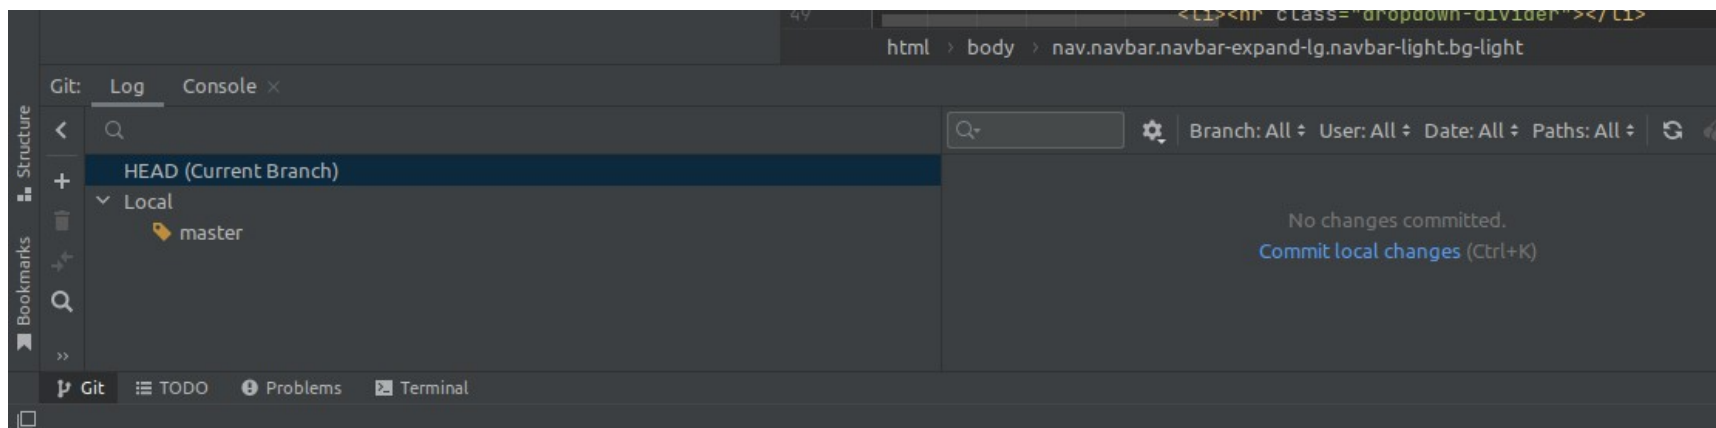 49 <li><hr class="dropdown-divider"></li>
html › body › nav.navbar.navbar-expand-lg.navbar-light.bg-light
Git: Log Console ×
Structure
Bookmarks
Branch: All User: All Date: All Paths: All
HEAD (Current Branch)
Local
master
No changes committed.
Commit local changes (Ctrl+K)
Git TODO Problems Terminal